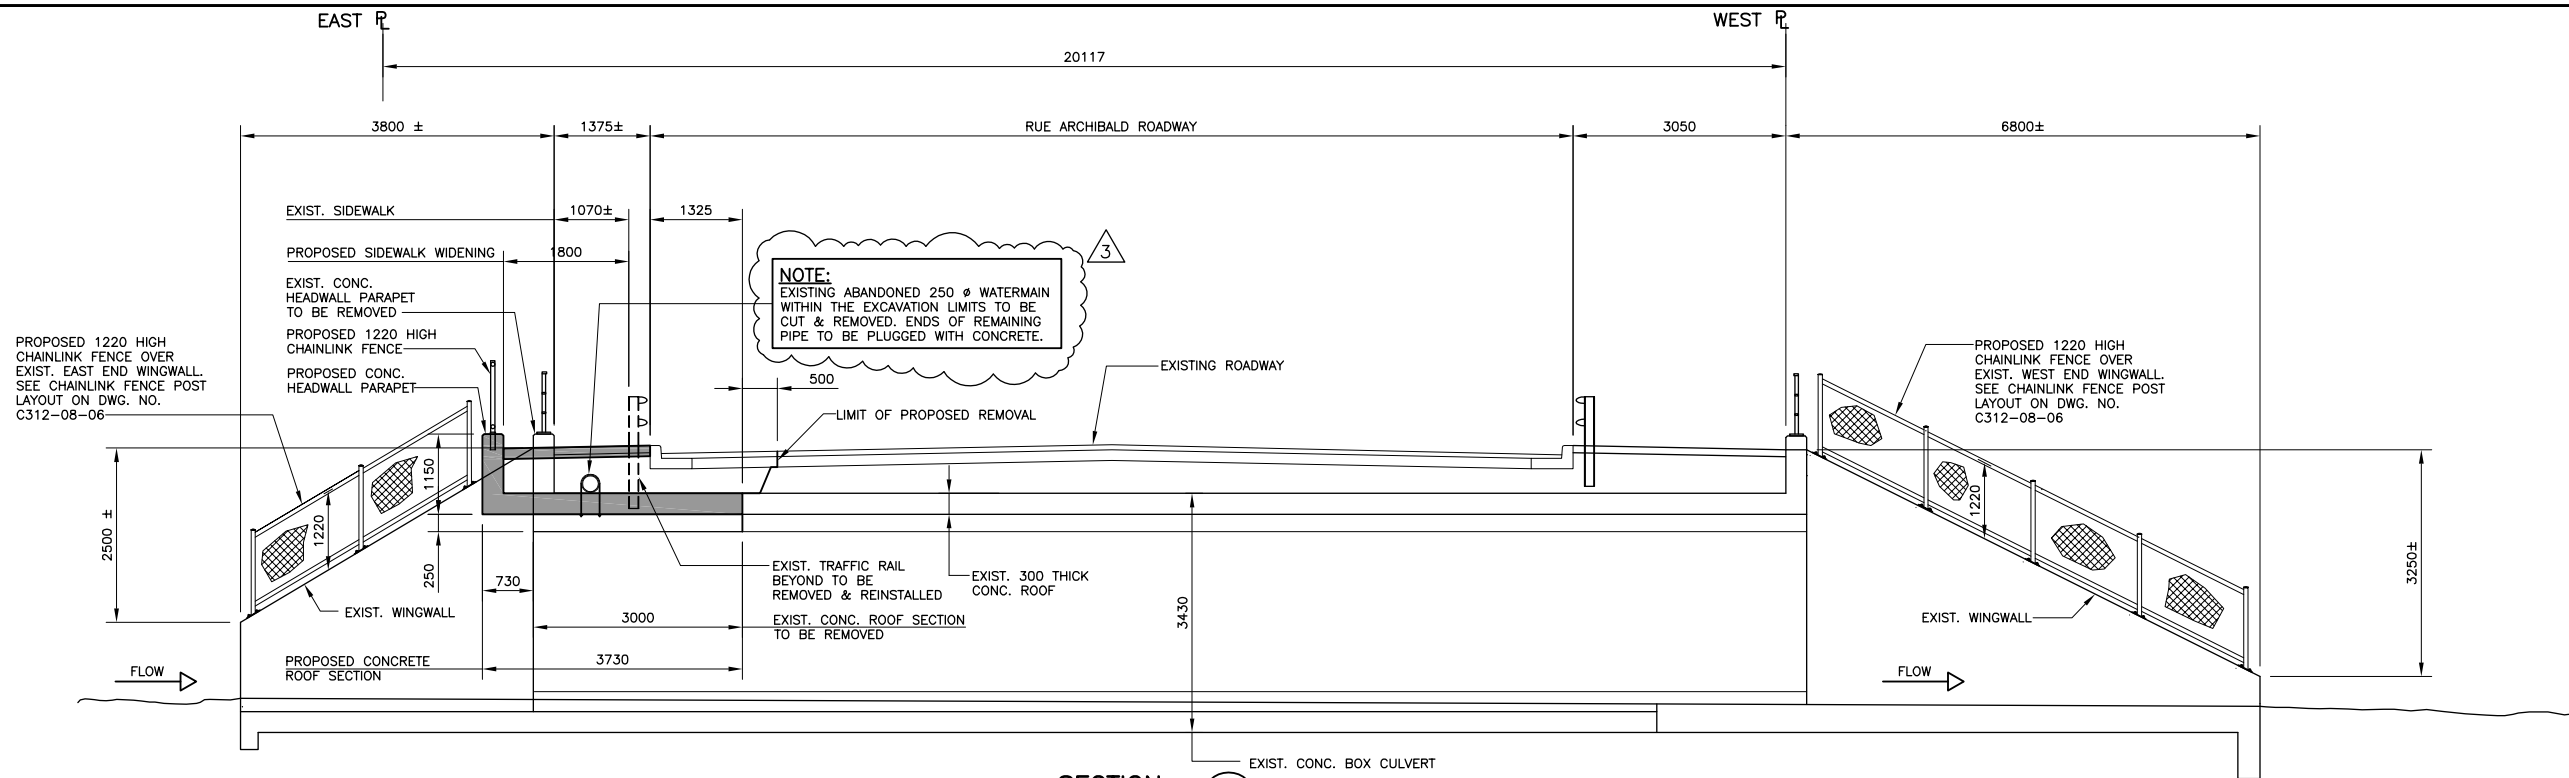 EAST PL
WEST PL
20117
3800 ±
1375±
RUE ARCHIBALD ROADWAY
3050
6800±
EXIST. SIDEWALK
1070±
1325
PROPOSED SIDEWALK WIDENING
1800
EXIST. CONC.
HEADWALL PARAPET
TO BE REMOVED
PROPOSED 1220 HIGH
CHAINLINK FENCE
PROPOSED CONC.
HEADWALL PARAPET
PROPOSED 1220 HIGH
CHAINLINK FENCE OVER
EXIST. EAST END WINGWALL.
SEE CHAINLINK FENCE POST
LAYOUT ON DWG. NO.
C312-08-06
NOTE:
EXISTING ABANDONED 250 ø WATERMAIN
WITHIN THE EXCAVATION LIMITS TO BE
CUT & REMOVED. ENDS OF REMAINING
PIPE TO BE PLUGGED WITH CONCRETE.
3
500
EXISTING ROADWAY
LIMIT OF PROPOSED REMOVAL
PROPOSED 1220 HIGH
CHAINLINK FENCE OVER
EXIST. WEST END WINGWALL.
SEE CHAINLINK FENCE POST
LAYOUT ON DWG. NO.
C312-08-06
2500 ±
1220
1150
250
730
EXIST. WINGWALL
EXIST. TRAFFIC RAIL
BEYOND TO BE
REMOVED & REINSTALLED
EXIST. 300 THICK
CONC. ROOF
3000
EXIST. CONC. ROOF SECTION
TO BE REMOVED
3430
1220
3250±
EXIST. WINGWALL
PROPOSED CONCRETE
ROOF SECTION
3730
FLOW
FLOW
EXIST. CONC. BOX CULVERT
SECTION